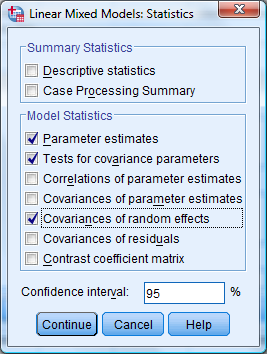 Linear Mixed Models: Statistics
Summary Statistics
Descriptive statistics
Case Processing Summary
Model Statistics
Parameter estimates
Tests for covariance parameters
Correlations of parameter estimates
Covariances of parameter estimates
Covariances of random effects
Covariances of residuals
Contrast coefficient matrix
Confidence interval: 95 %
Continue Cancel Help